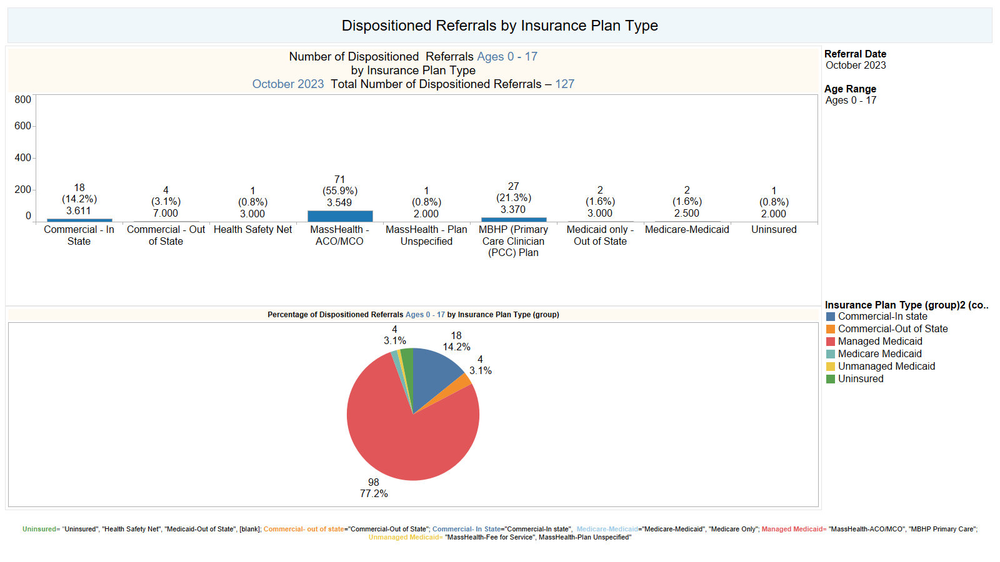 Dispositioned Referrals by Insurance Plan Type
Number of Dispositioned  Referrals Ages 0 - 17
by Insurance Plan Type
October 2023  Total Number of Dispositioned Referrals – 127
Referral Date
October 2023
Age Range
Ages 0 - 17
800
600
400
200
0
18
(14.2%)
3.611
4
(3.1%)
7.000
1
(0.8%)
3.000
71
(55.9%)
3.549
1
(0.8%)
2.000
27
(21.3%)
3.370
2
(1.6%)
3.000
2
(1.6%)
2.500
1
(0.8%)
2.000
Commercial - In
State
Commercial - Out
of State
Health Safety Net
MassHealth -
ACO/MCO
MassHealth - Plan
Unspecified
MBHP (Primary
Care Clinician
(PCC) Plan
Medicaid only -
Out of State
Medicare-Medicaid
Uninsured
Percentage of Dispositioned Referrals Ages 0 - 17 by Insurance Plan Type (group)
4
3.1%
18
14.2%
4
3.1%
98
77.2%
Insurance Plan Type (group)2 (co..
Commercial-In state
Commercial-Out of State
Managed Medicaid
Medicare Medicaid
Unmanaged Medicaid
Uninsured
Uninsured= "Uninsured", "Health Safety Net", "Medicaid-Out of State", [blank]; Commercial- out of state="Commercial-Out of State"; Commercial- In State="Commercial-In state",  Medicare-Medicaid="Medicare-Medicaid", "Medicare Only"; Managed Medicaid= "MassHealth-ACO/MCO", "MBHP Primary Care";
Unmanaged Medicaid= "MassHealth-Fee for Service", MassHealth-Plan Unspecified"